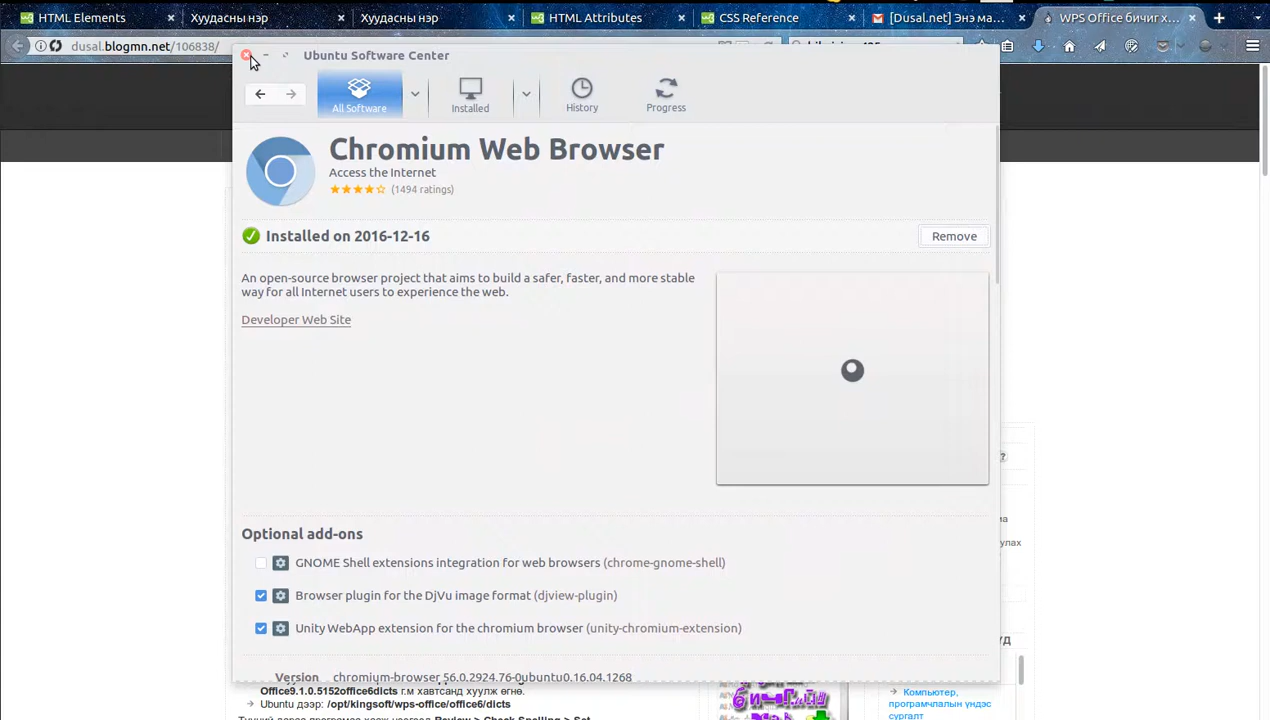 HTML Elements
Хуудасны нэр
Хуудасны нэр
HTML Attributes
CSS Reference
[Dusal.net] Энэ ма...
WPS Office бичиг х...
dusal.blogmn.net/106838/
Ubuntu Software Center
All Software
Installed
History
Progress
Chromium Web Browser
Access the Internet
(1494 ratings)
Installed on 2016-12-16
Remove
An open-source browser project that aims to build a safer, faster, and more stable
way for all Internet users to experience the web.
Developer Web Site
Optional add-ons
GNOME Shell extensions integration for web browsers (chrome-gnome-shell)
Browser plugin for the DjVu image format (djview-plugin)
Unity WebApp extension for the chromium browser (unity-chromium-extension)
Version chromium-browser 56.0.2924.76-0ubuntu0.16.04.1268
Office9.1.0.5152office6dicts г.м хавтсанд хуулж өгнө.
Ubuntu дээр: /opt/kingsoft/wps-office/office6/dicts
Компьютер,
програмчлалын үндэс
сургалт